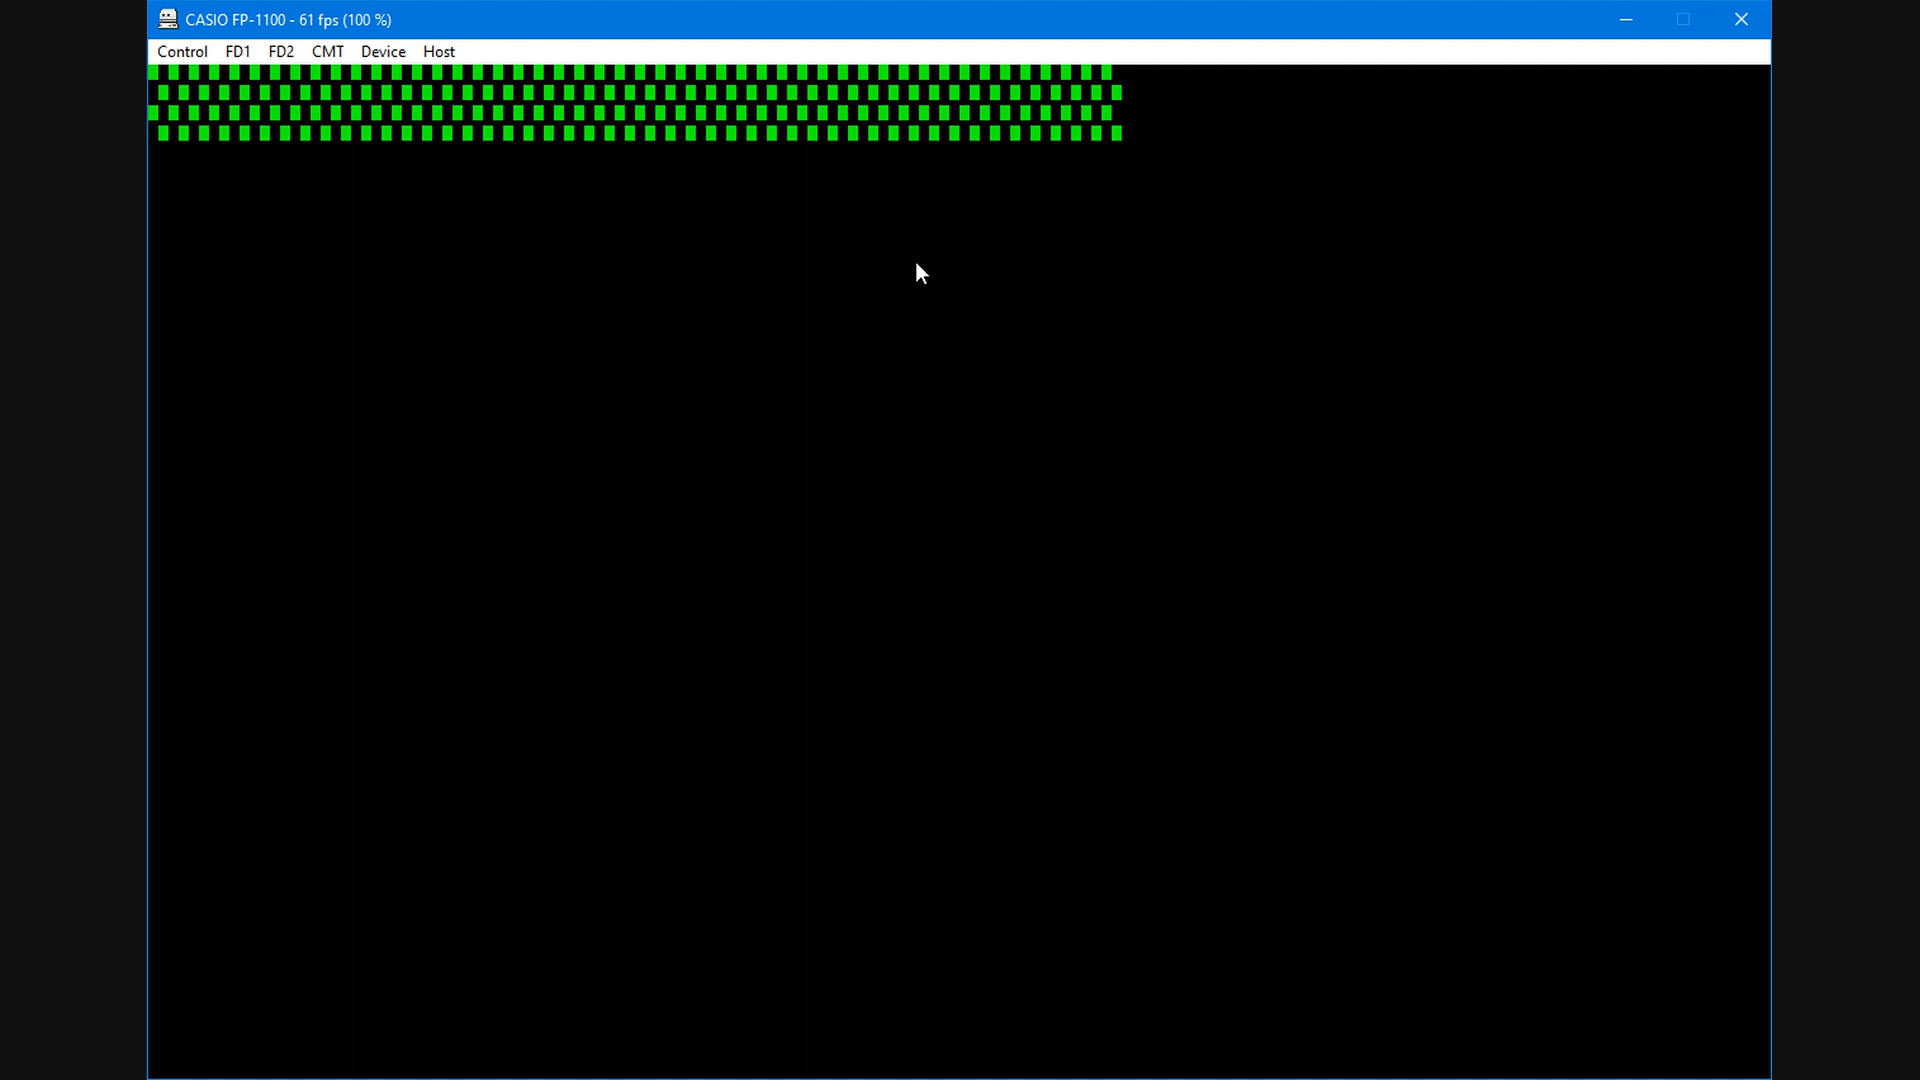 CASIO FP-1100 - 61 fps (100 %)
Control FD1 FD2 CMT Device Host